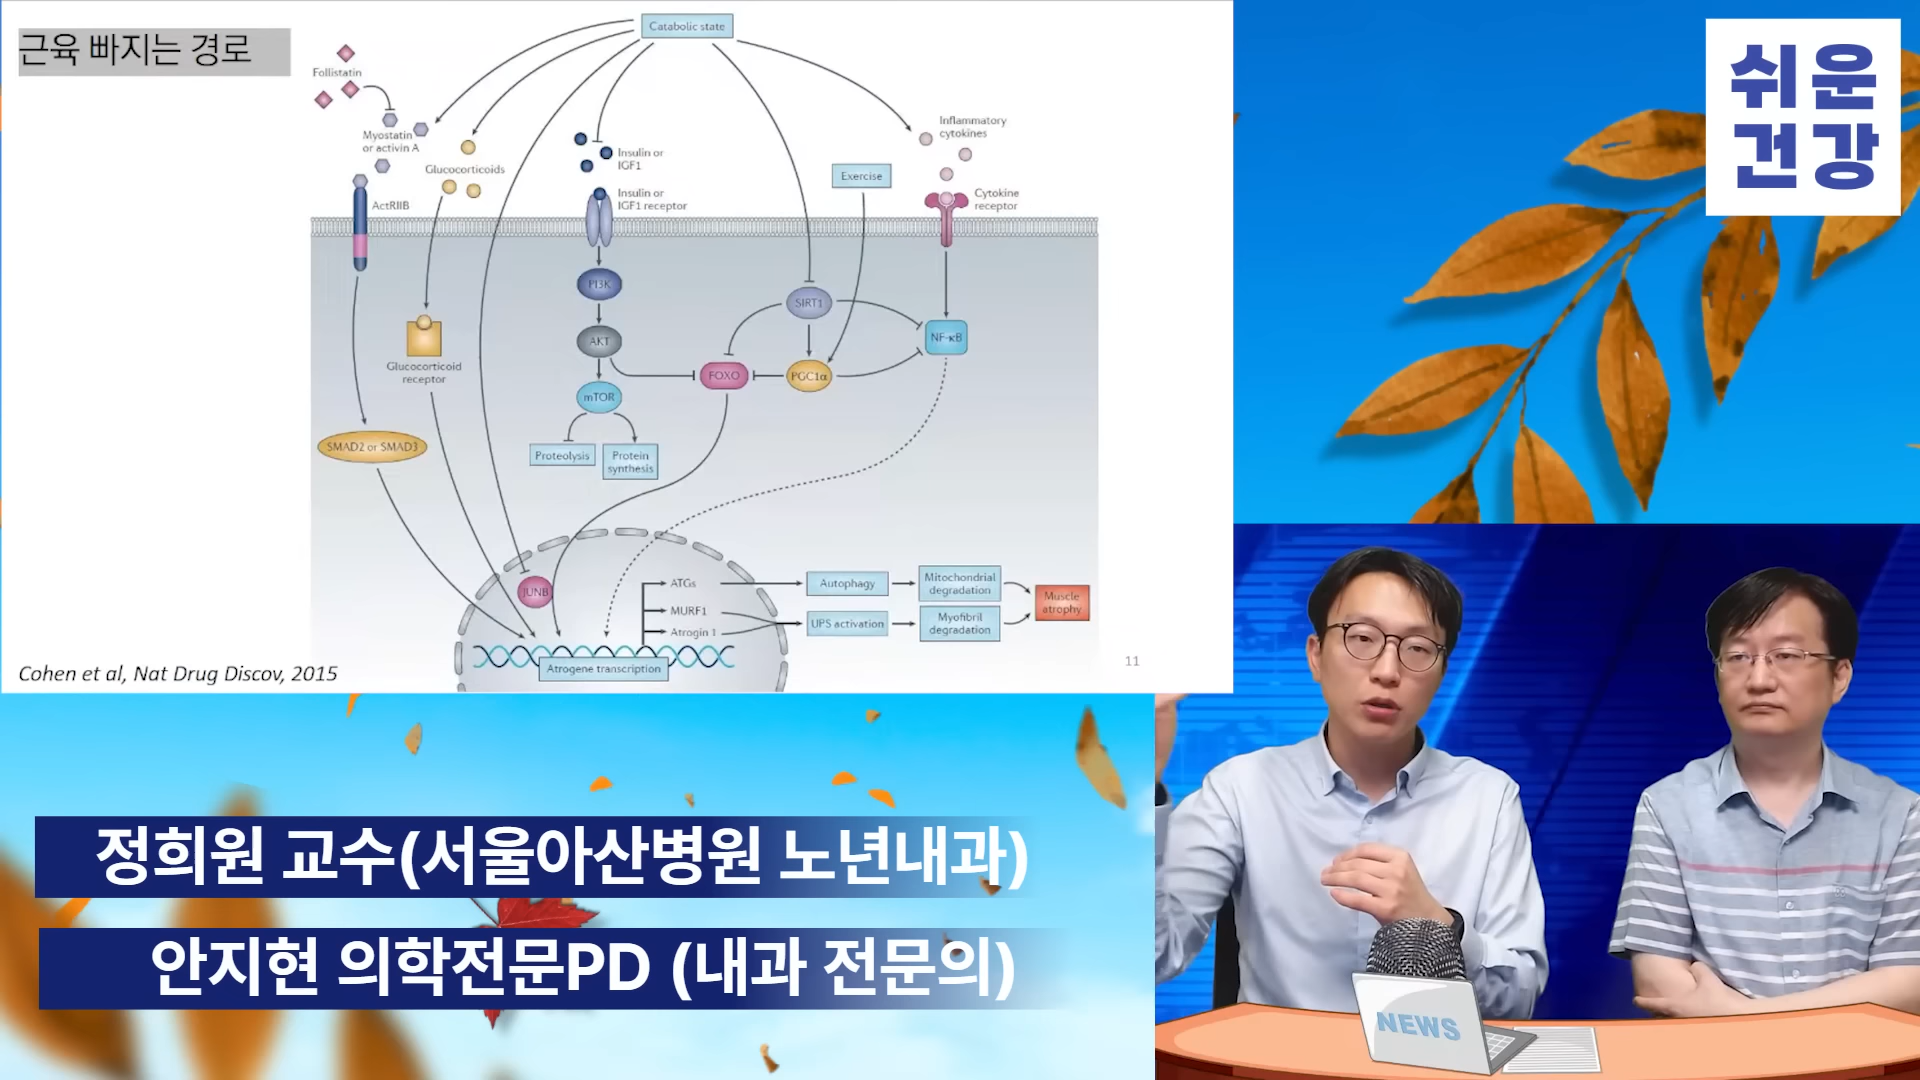 근육 빠지는 경로
Catabolic state
Follistatin
Myostatin
or activin A
Glucocorticoids
ActRIIB
Insulin or
IGF1
Insulin or
IGF1 receptor
Exercise
Inflammatory
cytokines
Cytokine
receptor
PI3K
AKT
mTOR
SIRT1
FOXO
PGC1α
NF-κB
Glucocorticoid
receptor
SMAD2 or SMAD3
Proteolysis
Protein
synthesis
JUNB
ATGs
MURF1
Atrogin 1
Autophagy
UPS activation
Mitochondrial
degradation
Myofibril
degradation
Muscle
atrophy
Atrogene transcription
Cohen et al, Nat Drug Discov, 2015
11
쉬운
건강
정희원 교수(서울아산병원 노년내과)
안지현 의학전문PD (내과 전문의)
NEWS